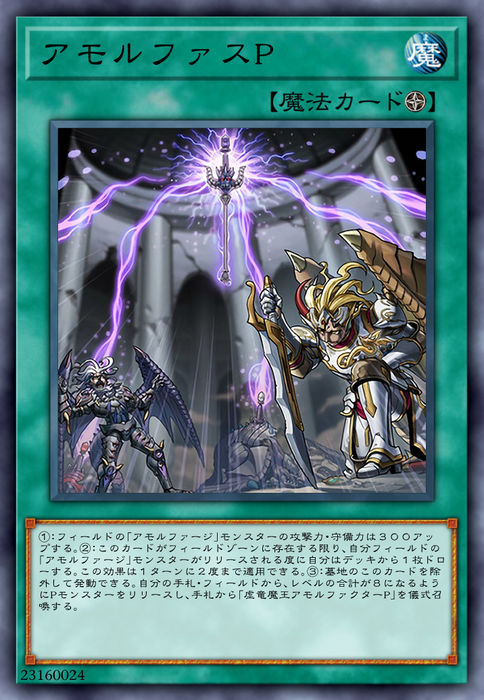 アモルファスP
魔
【魔法カード】
①:フィールドの「アモルファージ」モンスターの攻撃力・守備力は３００アッ
プする。②:このカードがフィールドゾーンに存在する限り、自分フィールドの
「アモルファージ」モンスターがリリースされる度に自分はデッキから１枚ドロ
ーする。この効果は１ターンに２度まで適用できる。③:墓地のこのカードを除
外して発動できる。自分の手札・フィールドから、レベルの合計が８になるよう
にPモンスターをリリースし、手札から「虚竜魔王アモルファクターP」を儀式召
喚する。
23160024